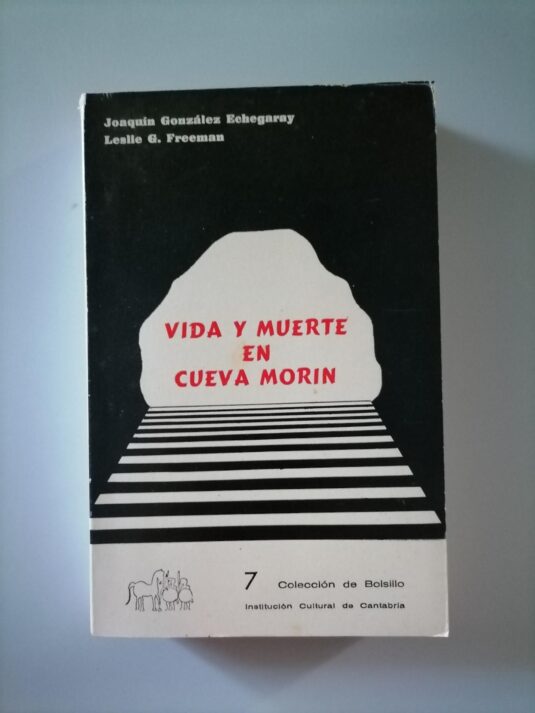 Joaquín González Echegaray
Leslie G. Freeman
VIDA Y MUERTE
EN
CUEVA MORIN
7 Colección de Bolsillo
Institución Cultural de Cantabria